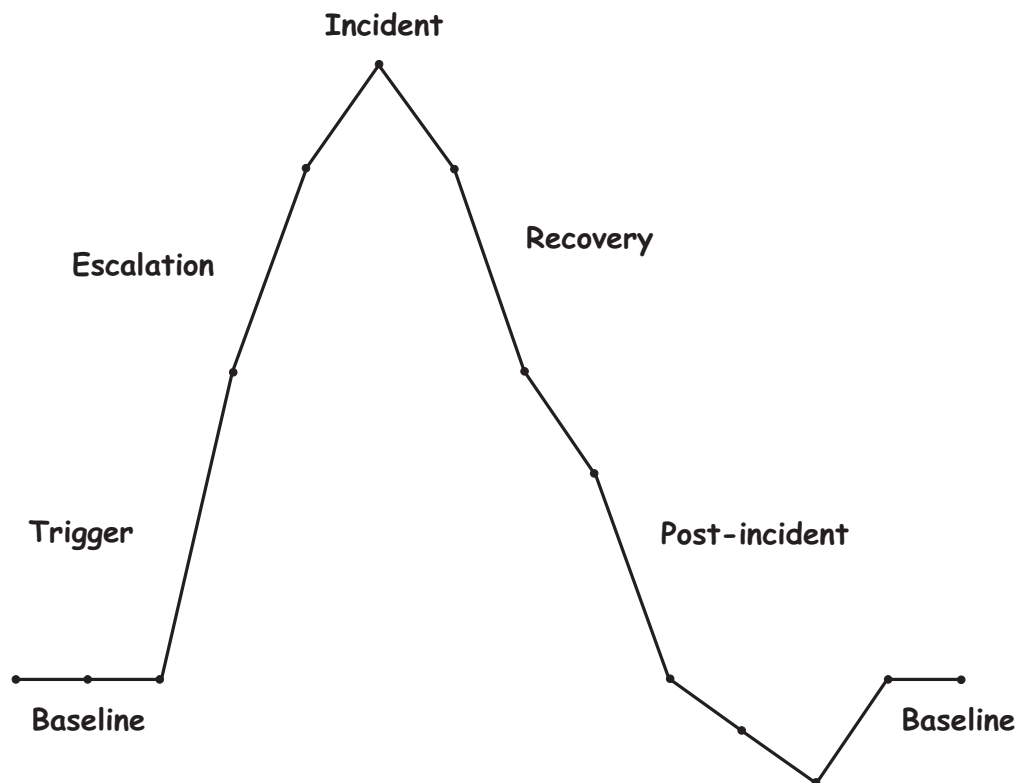 Incident
Recovery
Escalation
Trigger
Post-incident
Baseline
Baseline